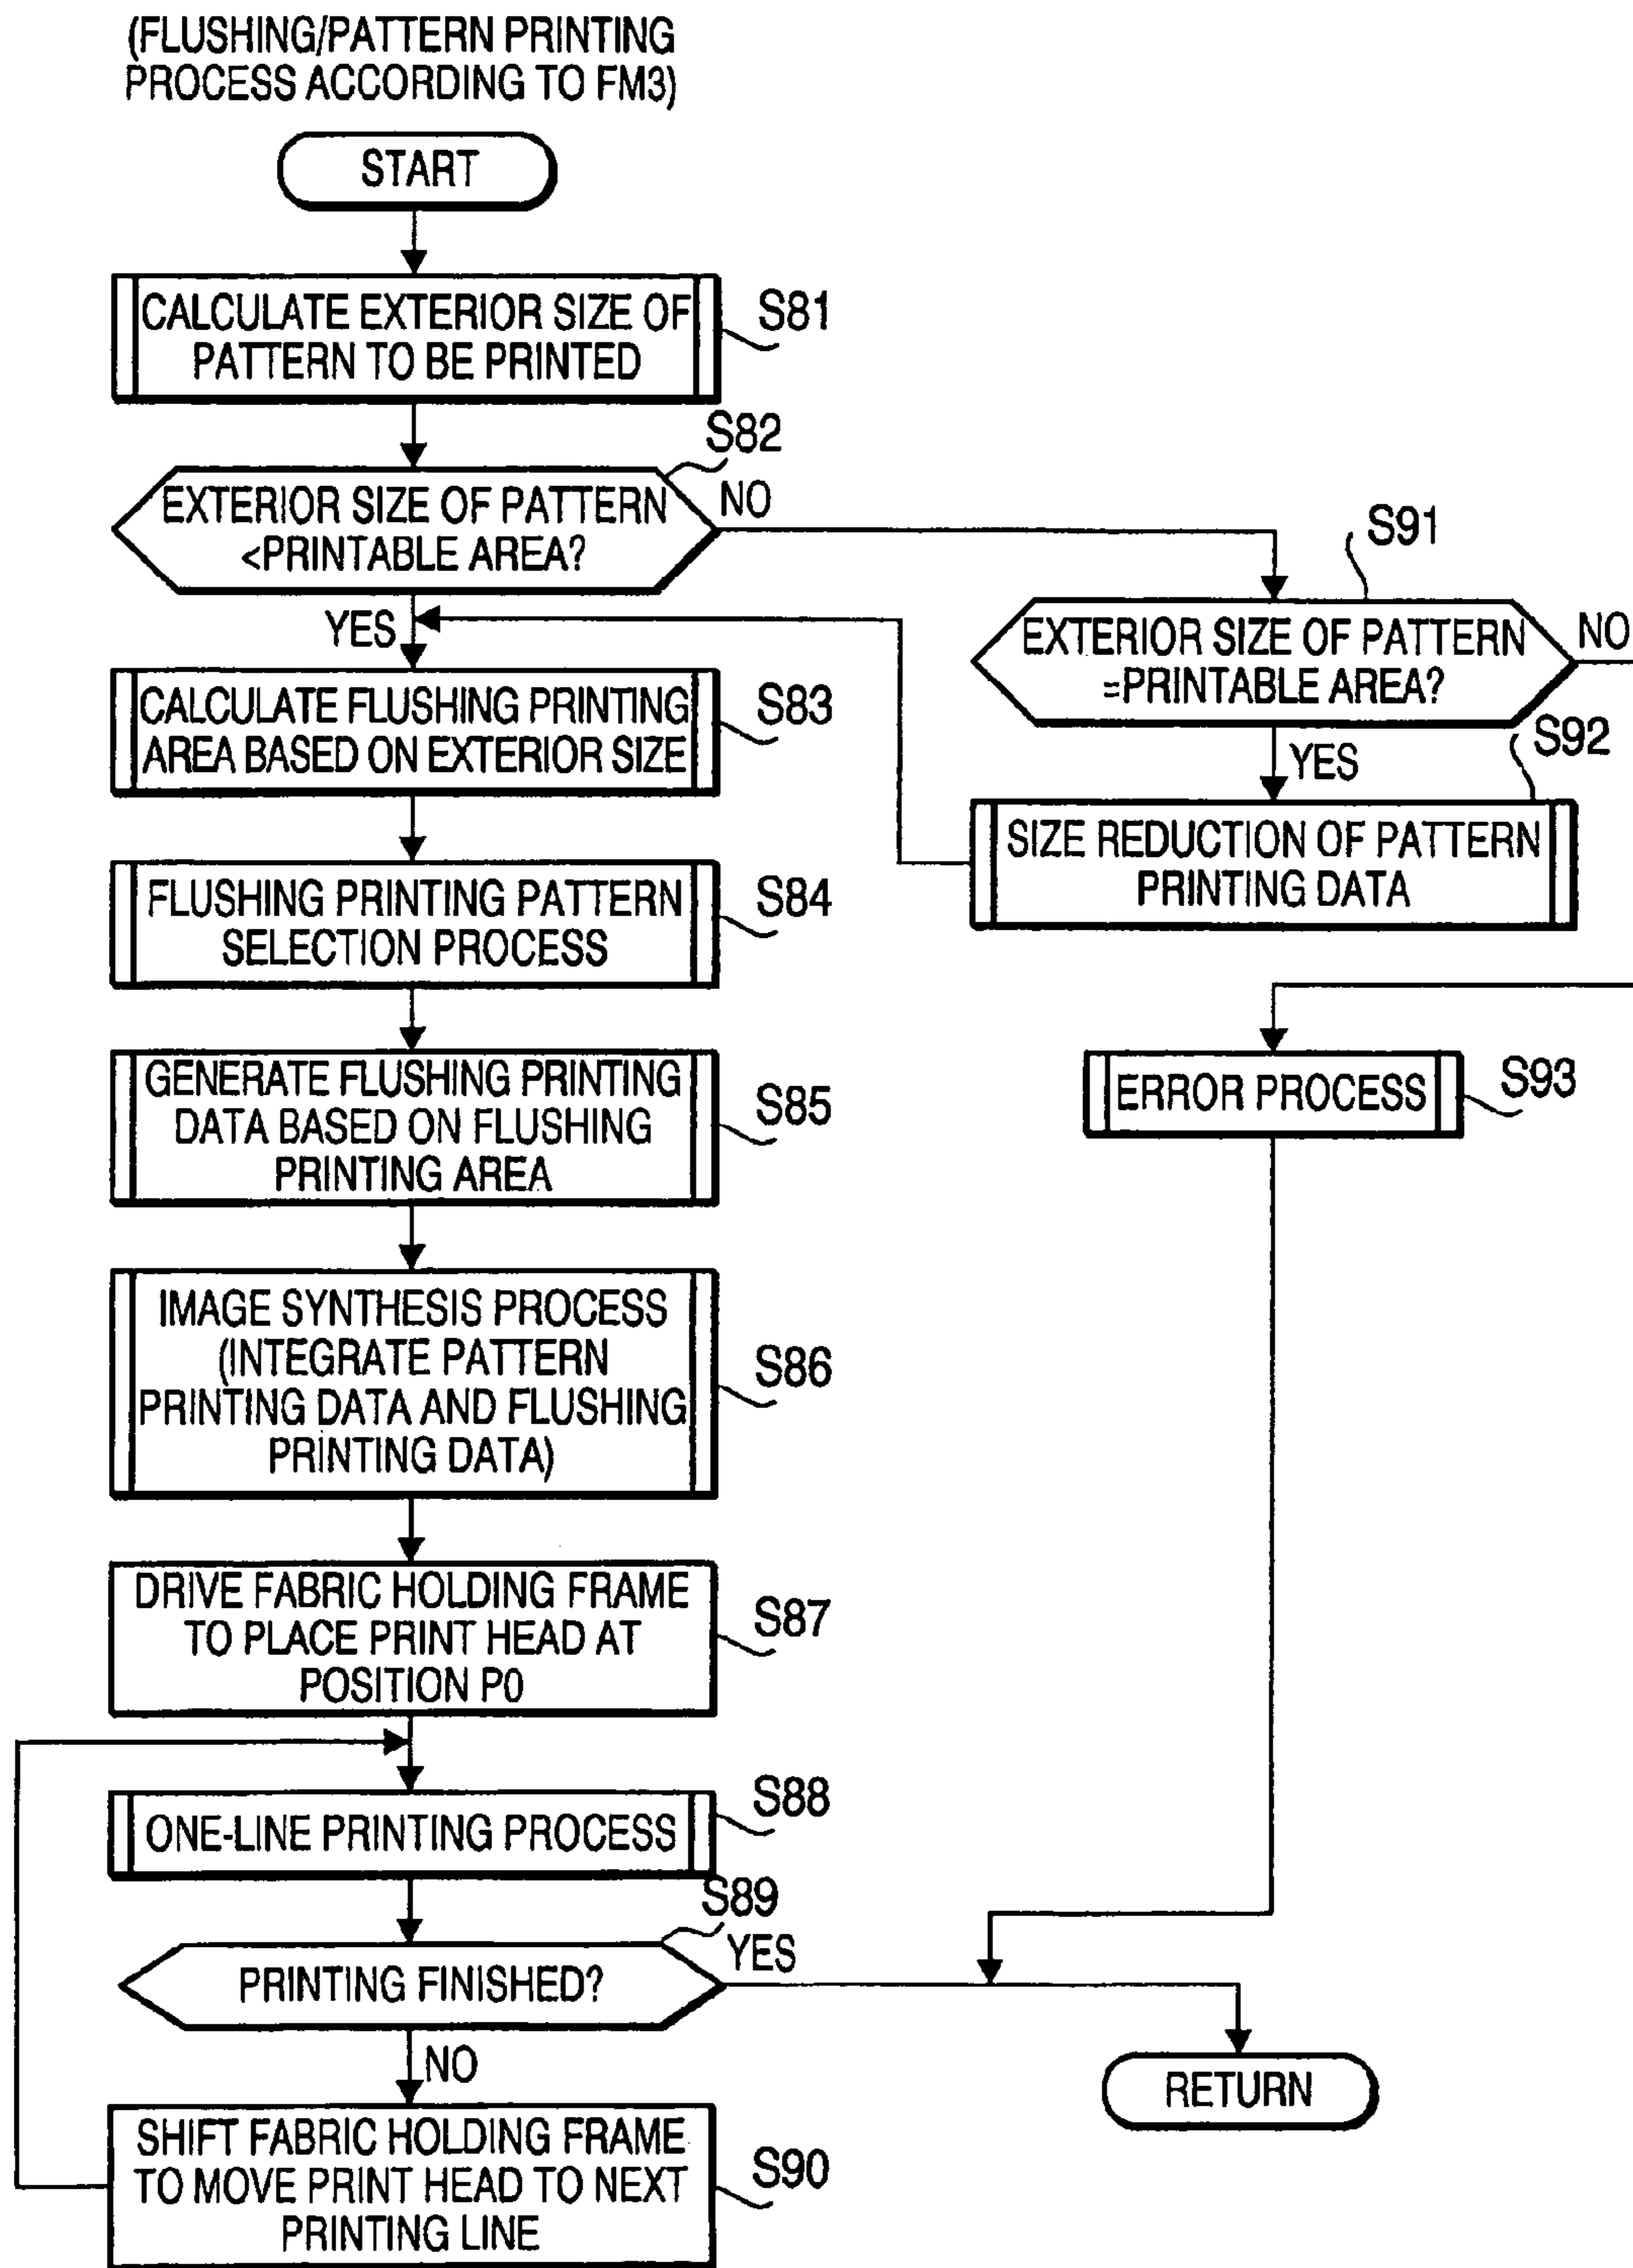 (FLUSHING/PATTERN PRINTING
PROCESS ACCORDING TO FM3)
START
CALCULATE EXTERIOR SIZE OF
PATTERN TO BE PRINTED
S81
S82
EXTERIOR SIZE OF PATTERN
<PRINTABLE AREA?
NO
YES
S91
EXTERIOR SIZE OF PATTERN
=PRINTABLE AREA?
NO
YES
S92
SIZE REDUCTION OF PATTERN
PRINTING DATA
CALCULATE FLUSHING PRINTING
AREA BASED ON EXTERIOR SIZE
S83
FLUSHING PRINTING PATTERN
SELECTION PROCESS
S84
GENERATE FLUSHING PRINTING
DATA BASED ON FLUSHING
PRINTING AREA
S85
ERROR PROCESS
S93
IMAGE SYNTHESIS PROCESS
(INTEGRATE PATTERN
PRINTING DATA AND FLUSHING
PRINTING DATA)
S86
DRIVE FABRIC HOLDING FRAME
TO PLACE PRINT HEAD AT
POSITION P0
S87
ONE-LINE PRINTING PROCESS
S88
S89
PRINTING FINISHED?
YES
NO
RETURN
SHIFT FABRIC HOLDING FRAME
TO MOVE PRINT HEAD TO NEXT
PRINTING LINE
S90